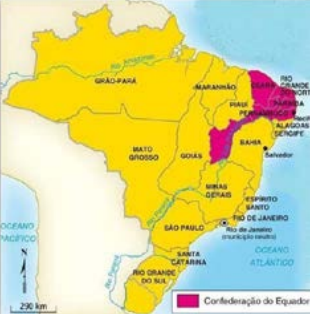 Rio Amazonas
GRÃO-PARÁ
MARANHÃO
CEARÁ
RIO
GRANDE
DO NORTE
PARAÍBA
PIAUÍ
PERNAMBUCO
Recife
ALAGOAS
SERGIPE
BAHIA
Salvador
MATO
GROSSO
GOIÁS
MINAS
GERAIS
ESPÍRITO
SANTO
RIO DE JANEIRO
Rio de Janeiro
(município neutro)
SÃO PAULO
SANTA
CATARINA
RIO GRANDE
DO SUL
OCEANO
PACÍFICO
OCEANO
ATLÂNTICO
N
290 km
Confederação do Equador